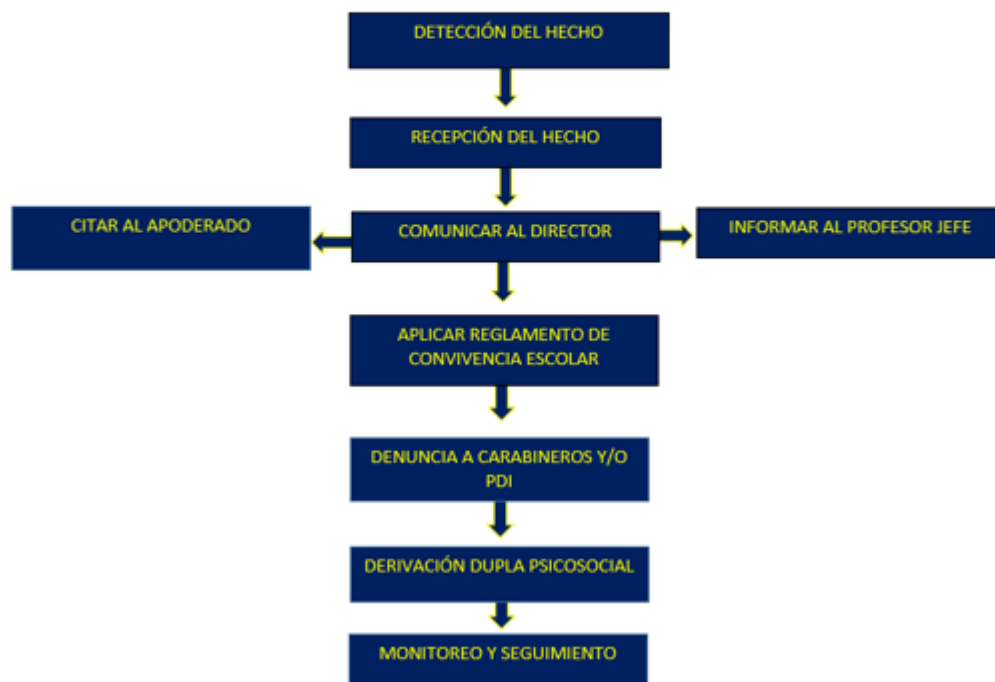 DETECCIÓN DEL HECHO
RECEPCIÓN DEL HECHO
CITAR AL APODERADO
COMUNICAR AL DIRECTOR
INFORMAR AL PROFESOR JEFE
APLICAR REGLAMENTO DE
CONVIVENCIA ESCOLAR
DENUNCIA A CARABINEROS Y/O
PDI
DERIVACIÓN DUPLA PSICOSOCIAL
MONITOREO Y SEGUIMIENTO